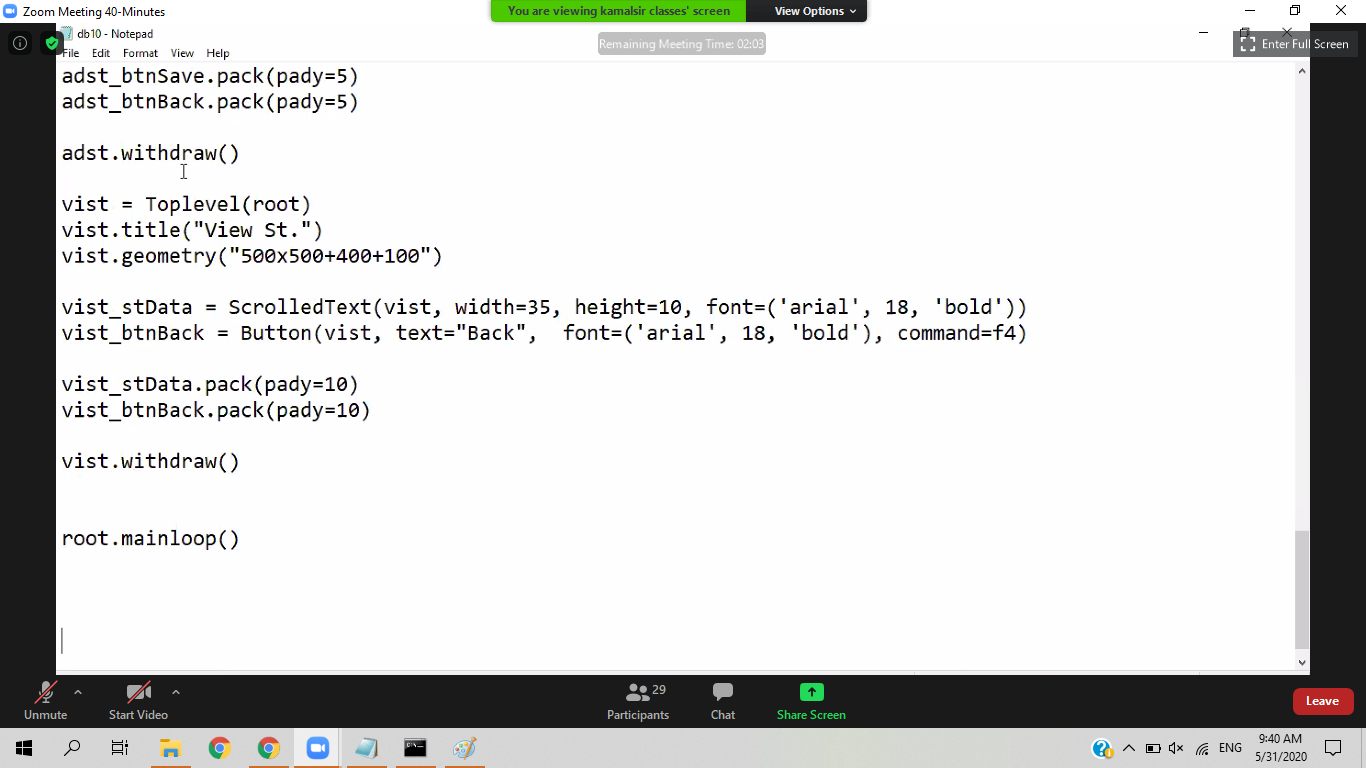 Zoom Meeting 40-Minutes
You are viewing kamalsir classes' screen
View Options
db10 - Notepad
Remaining Meeting Time: 02:03
Enter Full Screen
File Edit Format View Help
adst_btnSave.pack(pady=5)
adst_btnBack.pack(pady=5)
adst.withdraw()
vist = Toplevel(root)
vist.title("View St.")
vist.geometry("500x500+400+100")
vist_stData = ScrolledText(vist, width=35, height=10, font=('arial', 18, 'bold'))
vist_btnBack = Button(vist, text="Back",  font=('arial', 18, 'bold'), command=f4)
vist_stData.pack(pady=10)
vist_btnBack.pack(pady=10)
vist.withdraw()
root.mainloop()
29
Unmute
Start Video
Participants
Chat
Share Screen
Leave
ENG
9:40 AM
5/31/2020